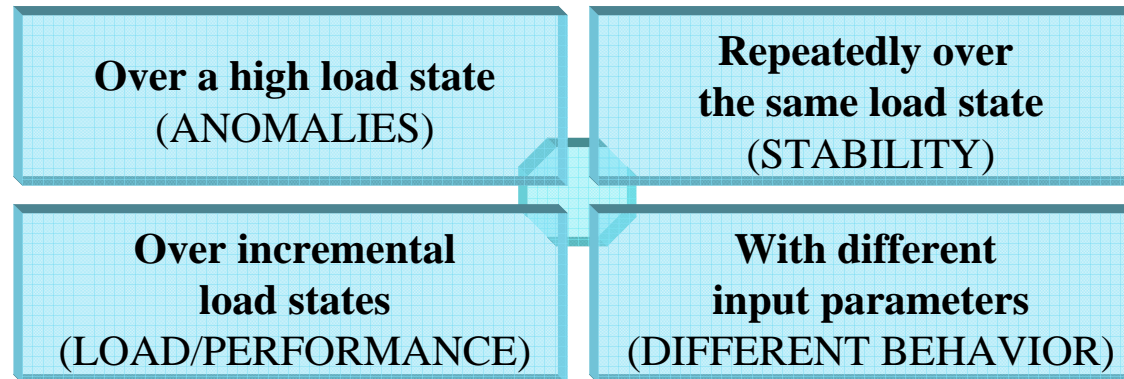 Over a high load state
(ANOMALIES)
Repeatedly over
the same load state
(STABILITY)
Over incremental
load states
(LOAD/PERFORMANCE)
With different
input parameters
(DIFFERENT BEHAVIOR)